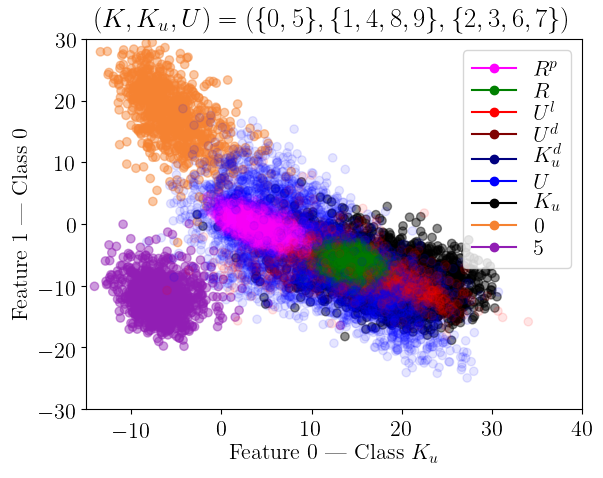 (K, K_u, U) = ({0, 5}, {1, 4, 8, 9}, {2, 3, 6, 7})
30
20
10
0
−10
−20
−30
Feature 1 — Class 0
R^p
R
U^l
U^d
K_u^d
U
K_u
0
5
−10 0 10 20 30 40
Feature 0 — Class K_u